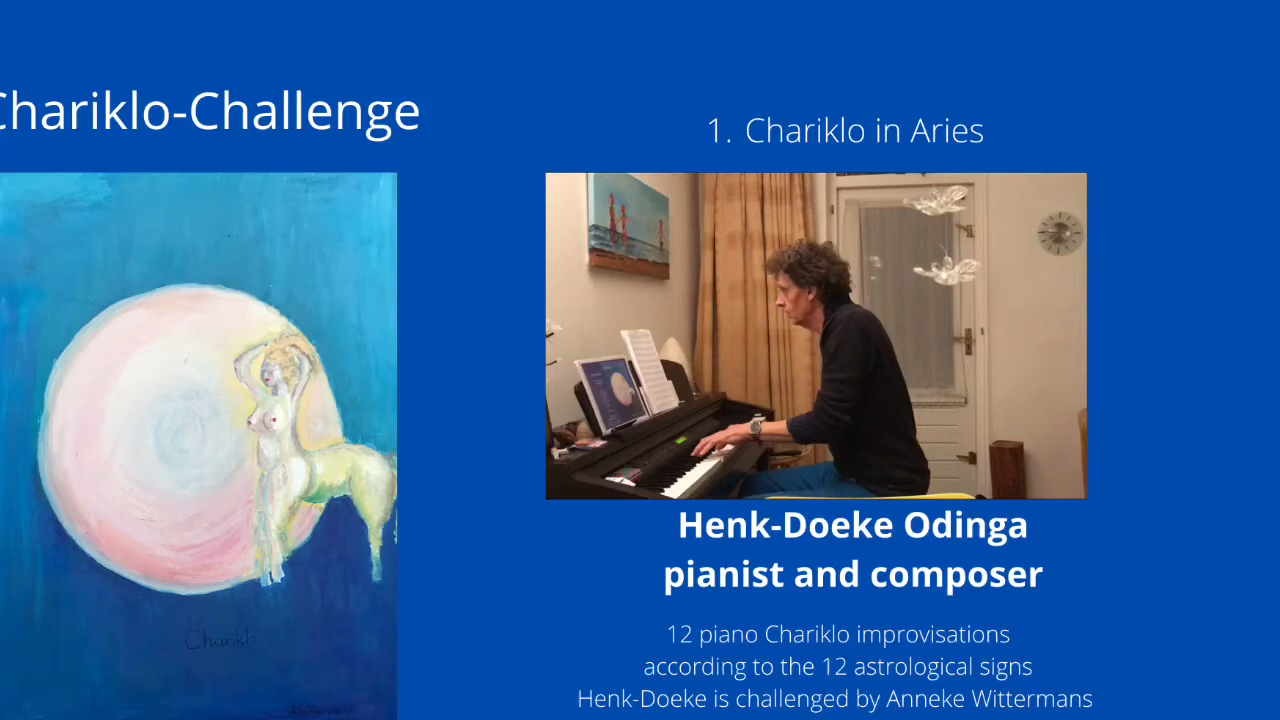 Chariklo-Challenge
1. Chariklo in Aries
Henk-Doeke Odinga
pianist and composer
12 piano Chariklo improvisations
according to the 12 astrological signs
Henk-Doeke is challenged by Anneke Wittermans
Chariklo